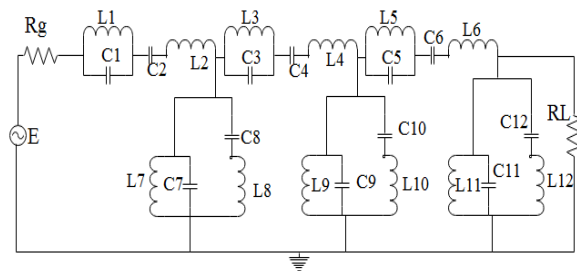 Rg L1 L3 L5 L6
C1 C2 L2 C3 C4 L4 C5 C6
RL
C8 C10 C12
E
L7 C7 L8 L9 C9 L10 L11 C11 L12